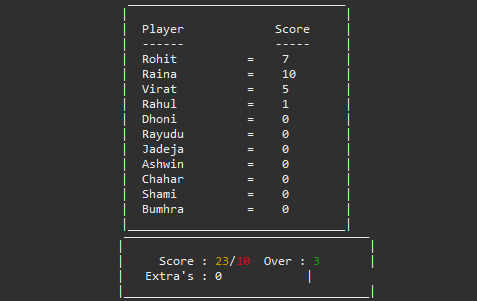 Player Score
------ -----
Rohit = 7
Raina = 10
Virat = 5
Rahul = 1
Dhoni = 0
Rayudu = 0
Jadeja = 0
Ashwin = 0
Chahar = 0
Shami = 0
Bumhra = 0
Score : 23/10 Over : 3
Extra's : 0